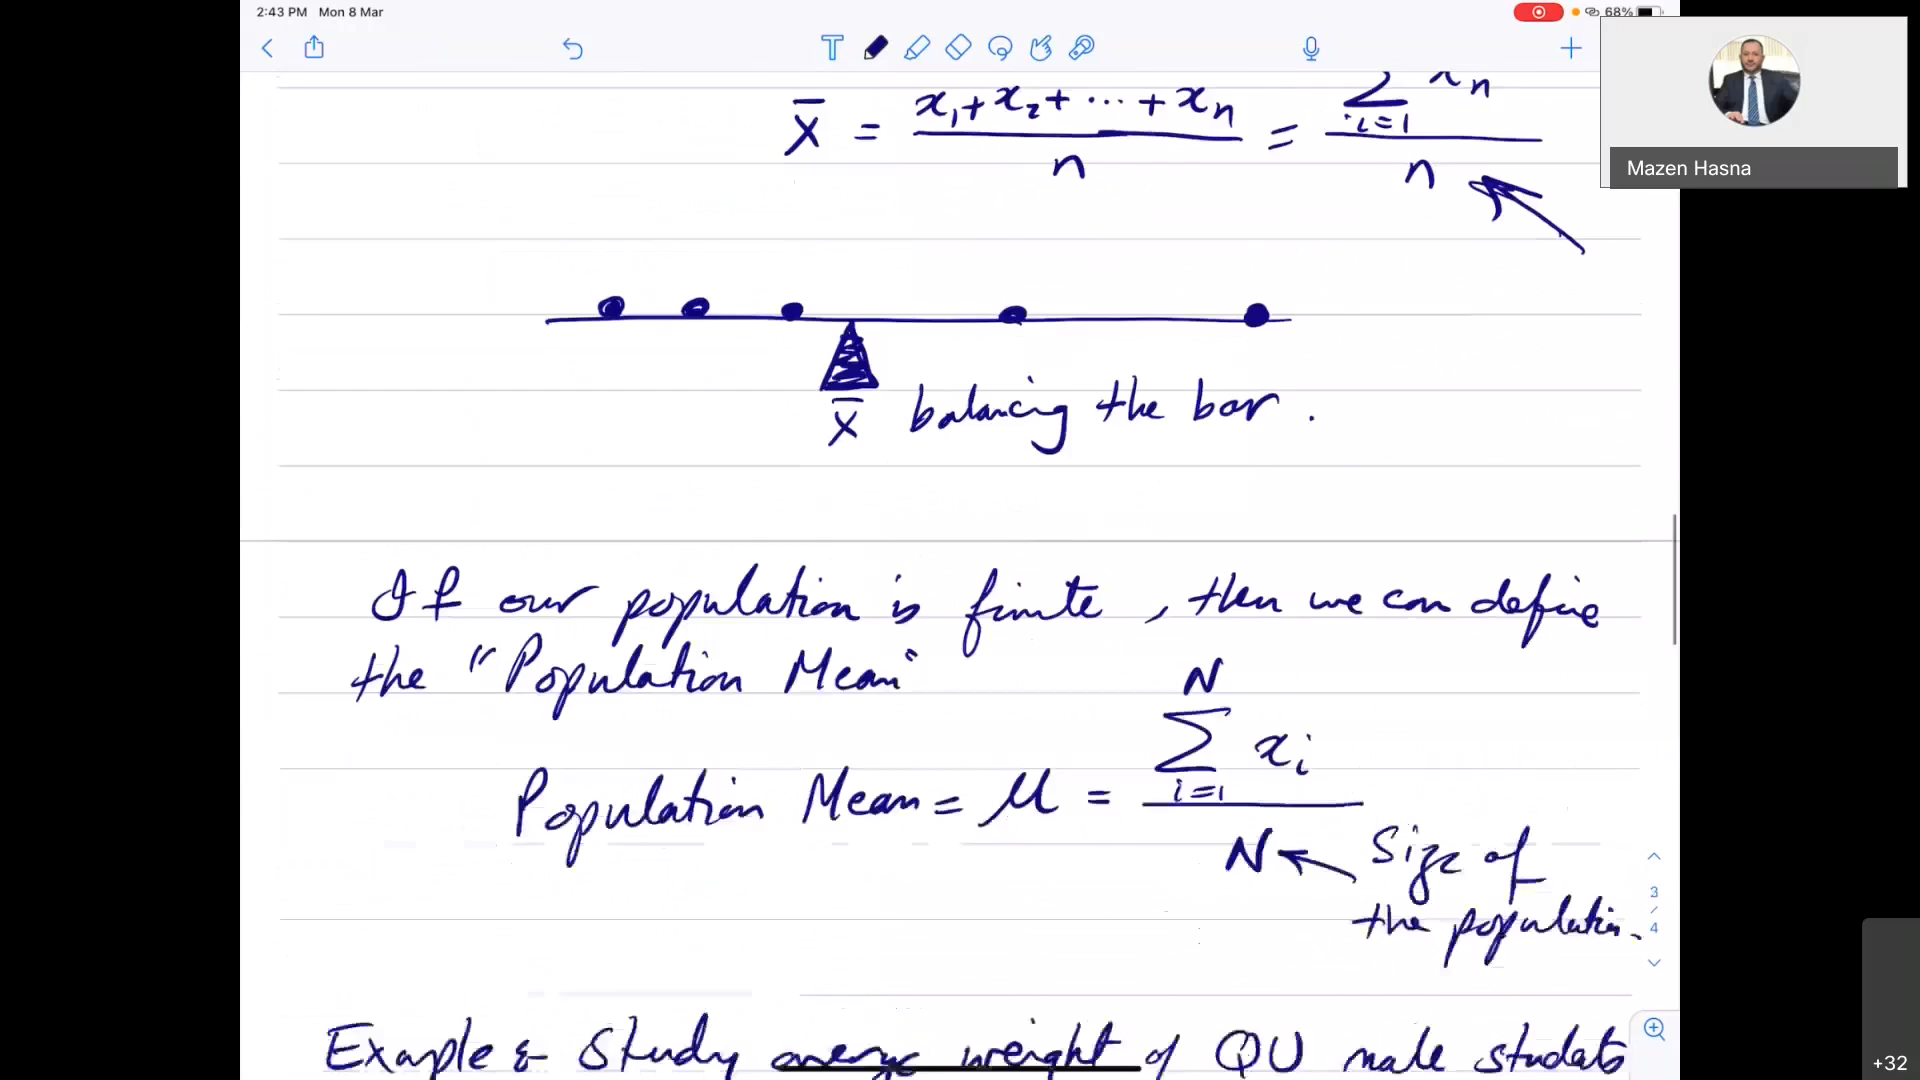 2:43 PM Mon 8 Mar
68%
Mazen Hasna
x̄ = x₁ + x₂ + ... + xₙ / n = Σ i=1 xₙ / n
x̄ balancing the bar.
If our population is finite, then we can define
the "Population Mean"
Population Mean = μ = Σ i=1 N xᵢ / N ← Size of
the population.
3 / 4
Example: Study average weight of QU male students
+32